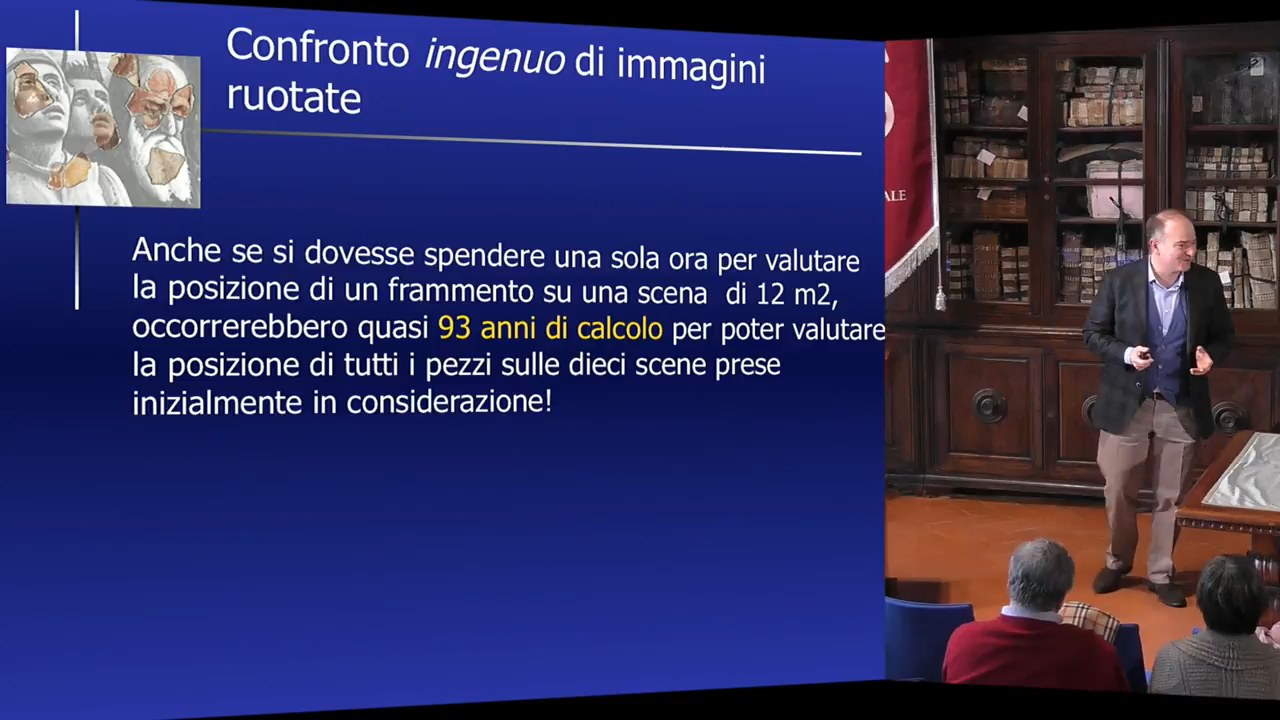 Confronto ingenuo di immagini
ruotate
Anche se si dovesse spendere una sola ora per valutare
la posizione di un frammento su una scena di 12 m2,
occorrerebbero quasi 93 anni di calcolo per poter valutare
la posizione di tutti i pezzi sulle dieci scene prese
inizialmente in considerazione!
ALE